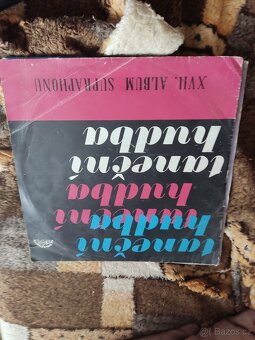 XVII. ALBUM SUPRAPHONU
taneční
hudba
taneční
hudba
taneční
hudba
© Bazos.cz